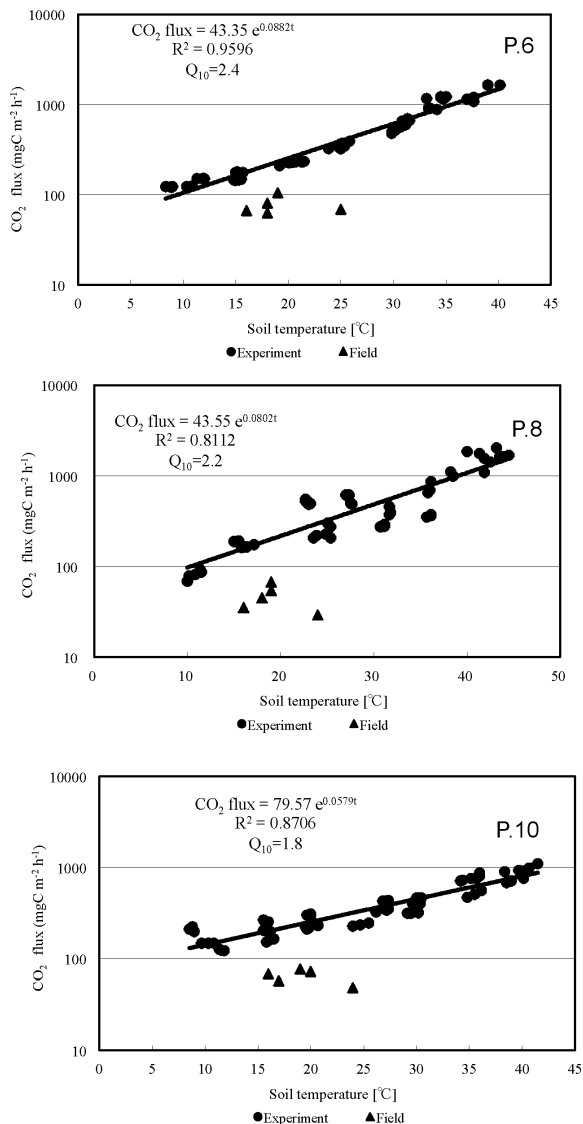 10000
1000
100
10
CO2 flux (mgC m-2 h-1)
CO2 flux = 43.35 e0.0882t
R2 = 0.9596
Q10=2.4
P.6
0 5 10 15 20 25 30 35 40 45
Soil temperature [℃]
●Experiment ▲Field
10000
1000
100
10
CO2 flux (mgC m-2 h-1)
CO2 flux = 43.55 e0.0802t
R2 = 0.8112
Q10=2.2
P.8
0 10 20 30 40 50
Soil temperature [℃]
●Experiment ▲Field
10000
1000
100
10
CO2 flux (mgC m-2 h-1)
CO2 flux = 79.57 e0.0579t
R2 = 0.8706
Q10=1.8
P.10
0 5 10 15 20 25 30 35 40 45
Soil temperature [℃]
●Experiment ▲Field